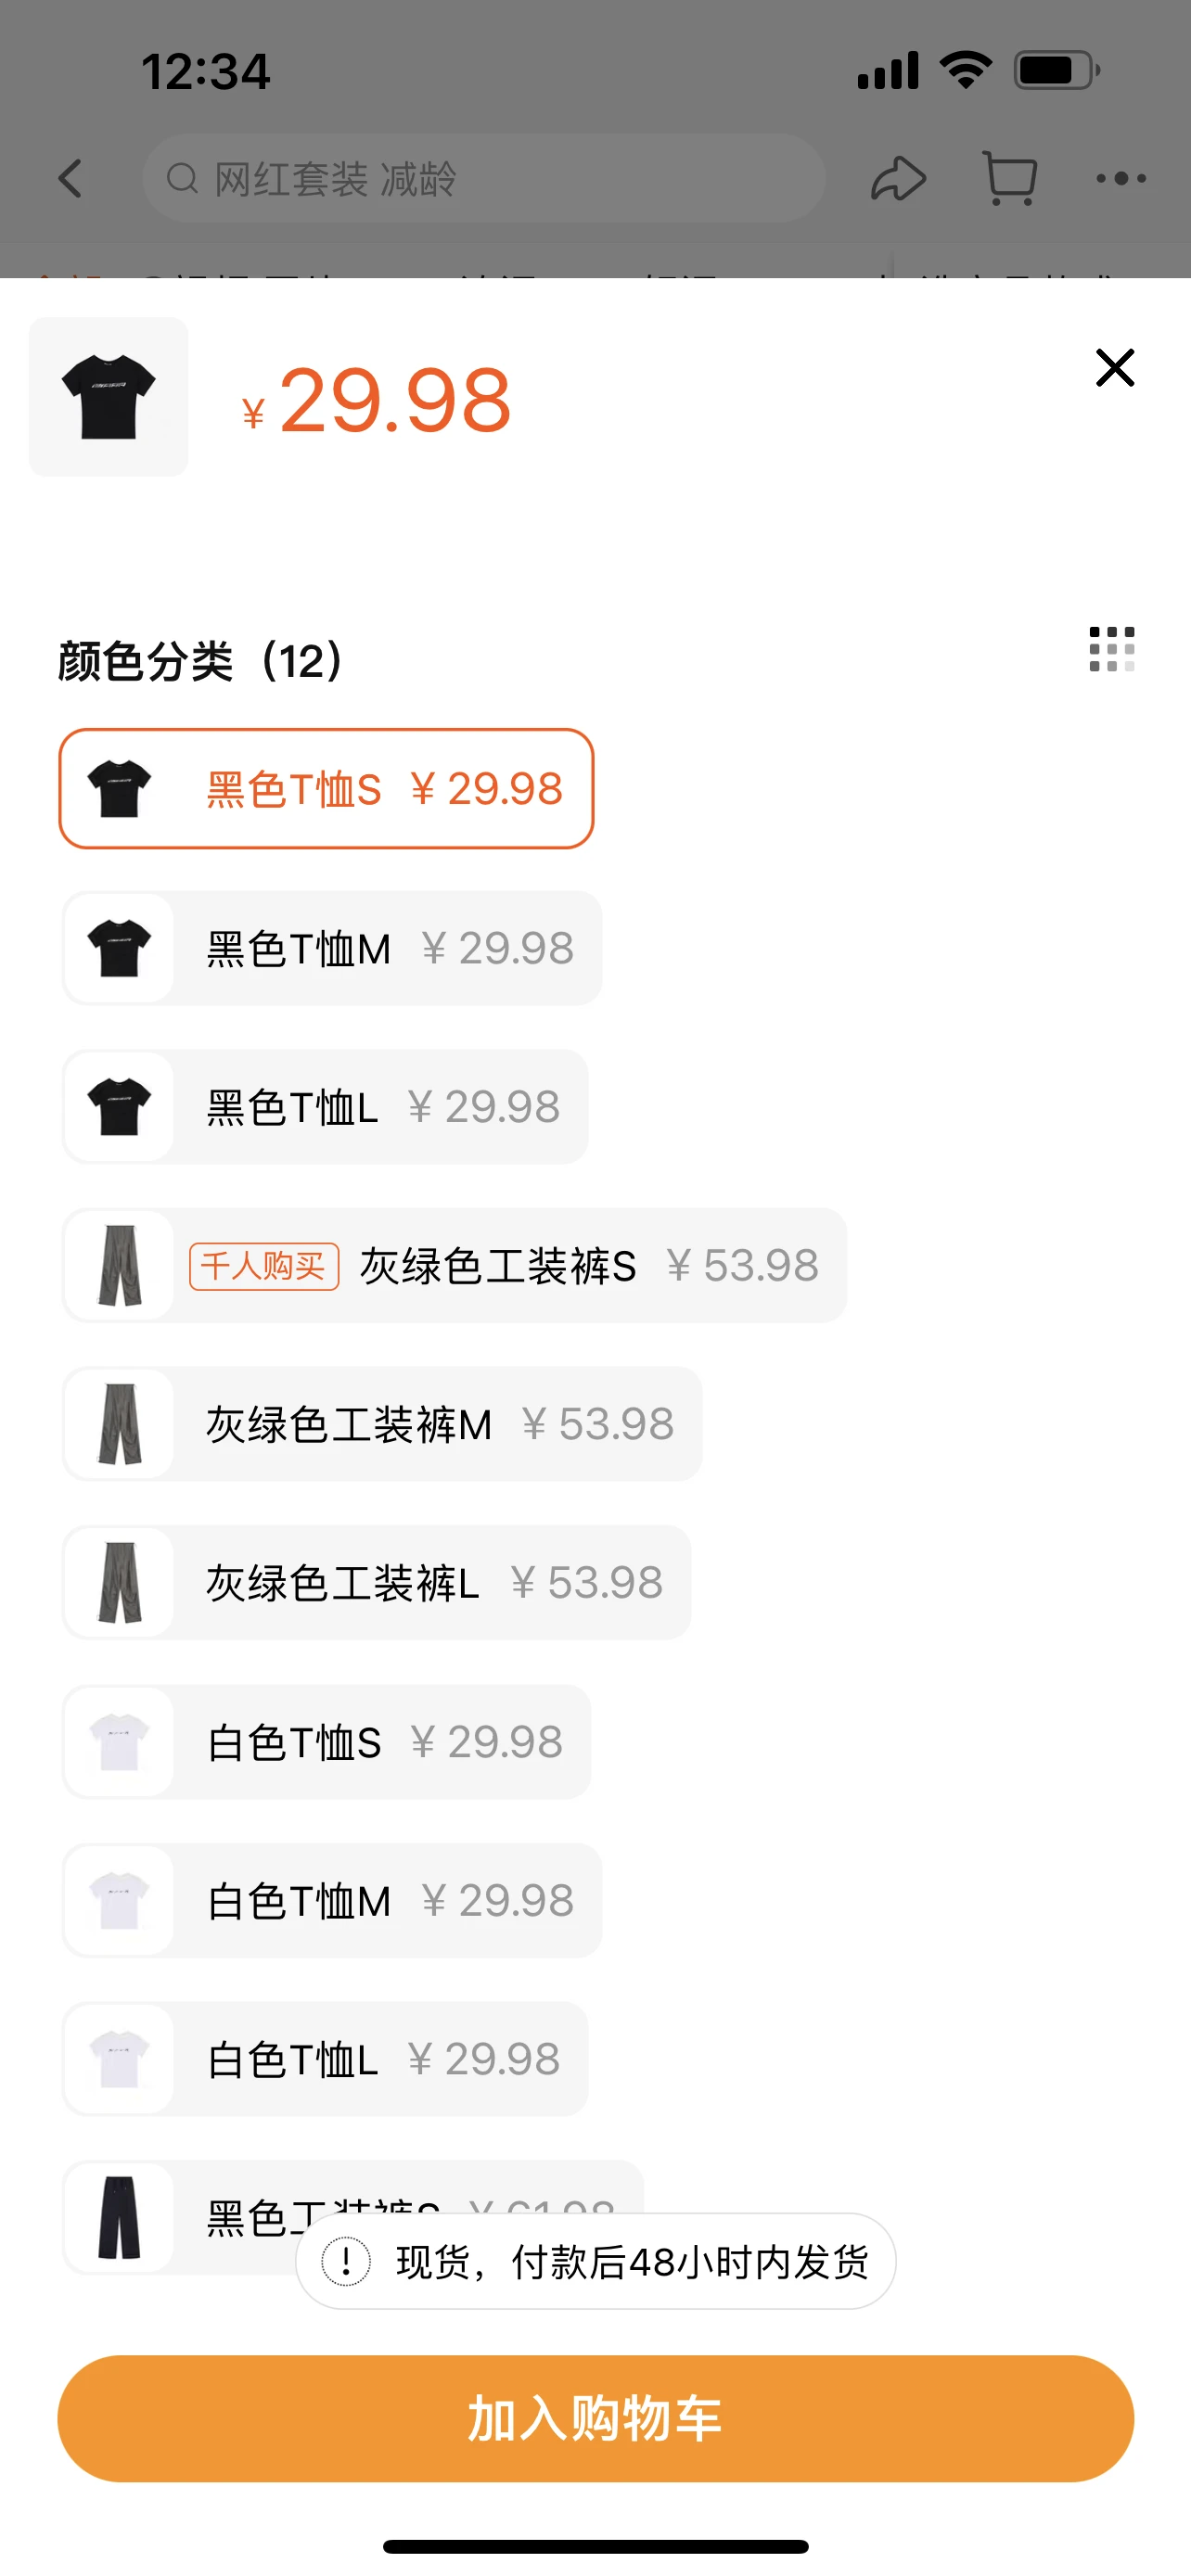 12:34
网红套装 减龄
¥29.98
颜色分类（12）
黑色T恤S ¥ 29.98
黑色T恤M ¥ 29.98
黑色T恤L ¥ 29.98
千人购买 灰绿色工装裤S ¥ 53.98
灰绿色工装裤M ¥ 53.98
灰绿色工装裤L ¥ 53.98
白色T恤S ¥ 29.98
白色T恤M ¥ 29.98
白色T恤L ¥ 29.98
黑色工装裤S ¥ 61.98
现货，付款后48小时内发货
加入购物车